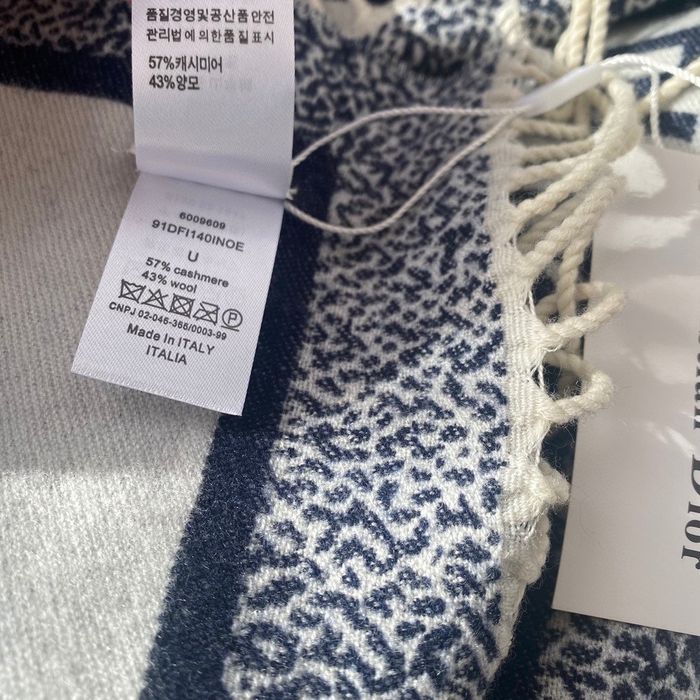 품질경영및공산품안전
관리법에의한품질표시
57%캐시미어
43%양모
6009609
91DFI140INOE
U
57% cashmere
43% wool
CNPJ 02-046-355/0003-99
Made in ITALY
ITALIA
Dior